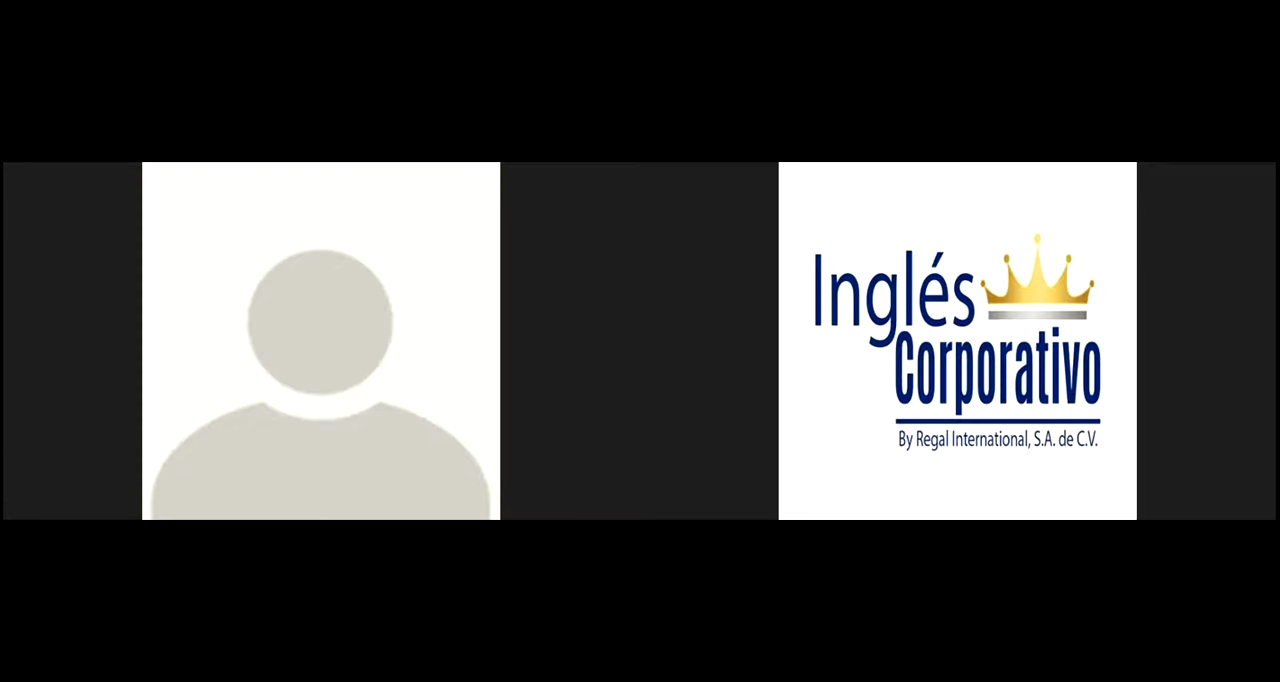 Inglés
Corporativo
By Regal International, S.A. de C.V.